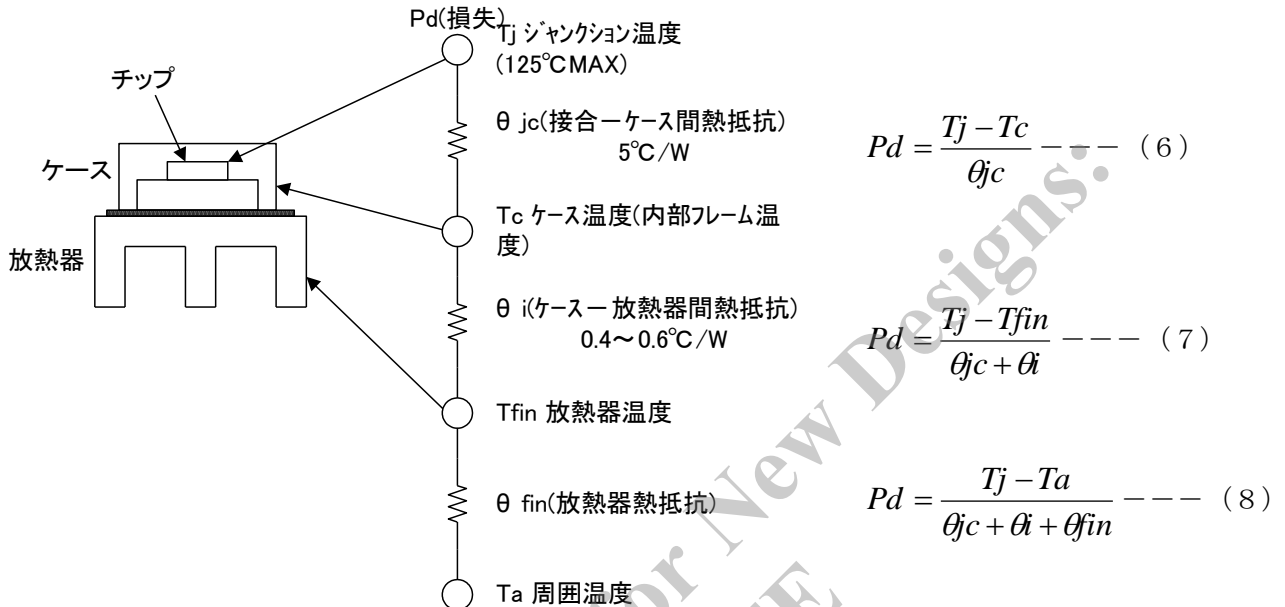 Pd(損失)
Tj ジャンクション温度
(125℃MAX)
チップ
θ jc(接合ーケース間熱抵抗)
5℃/W
Pd = Tj − Tc / θjc −−− (6)
ケース
Tc ケース温度(内部フレーム温
度)
放熱器
θ i(ケースー放熱器間熱抵抗)
0.4～0.6℃/W
Pd = Tj − Tfin / θjc + θi −−− (7)
Tfin 放熱器温度
θ fin(放熱器熱抵抗)
Pd = Tj − Ta / θjc + θi + θfin −−− (8)
Ta 周囲温度
for New Designs: